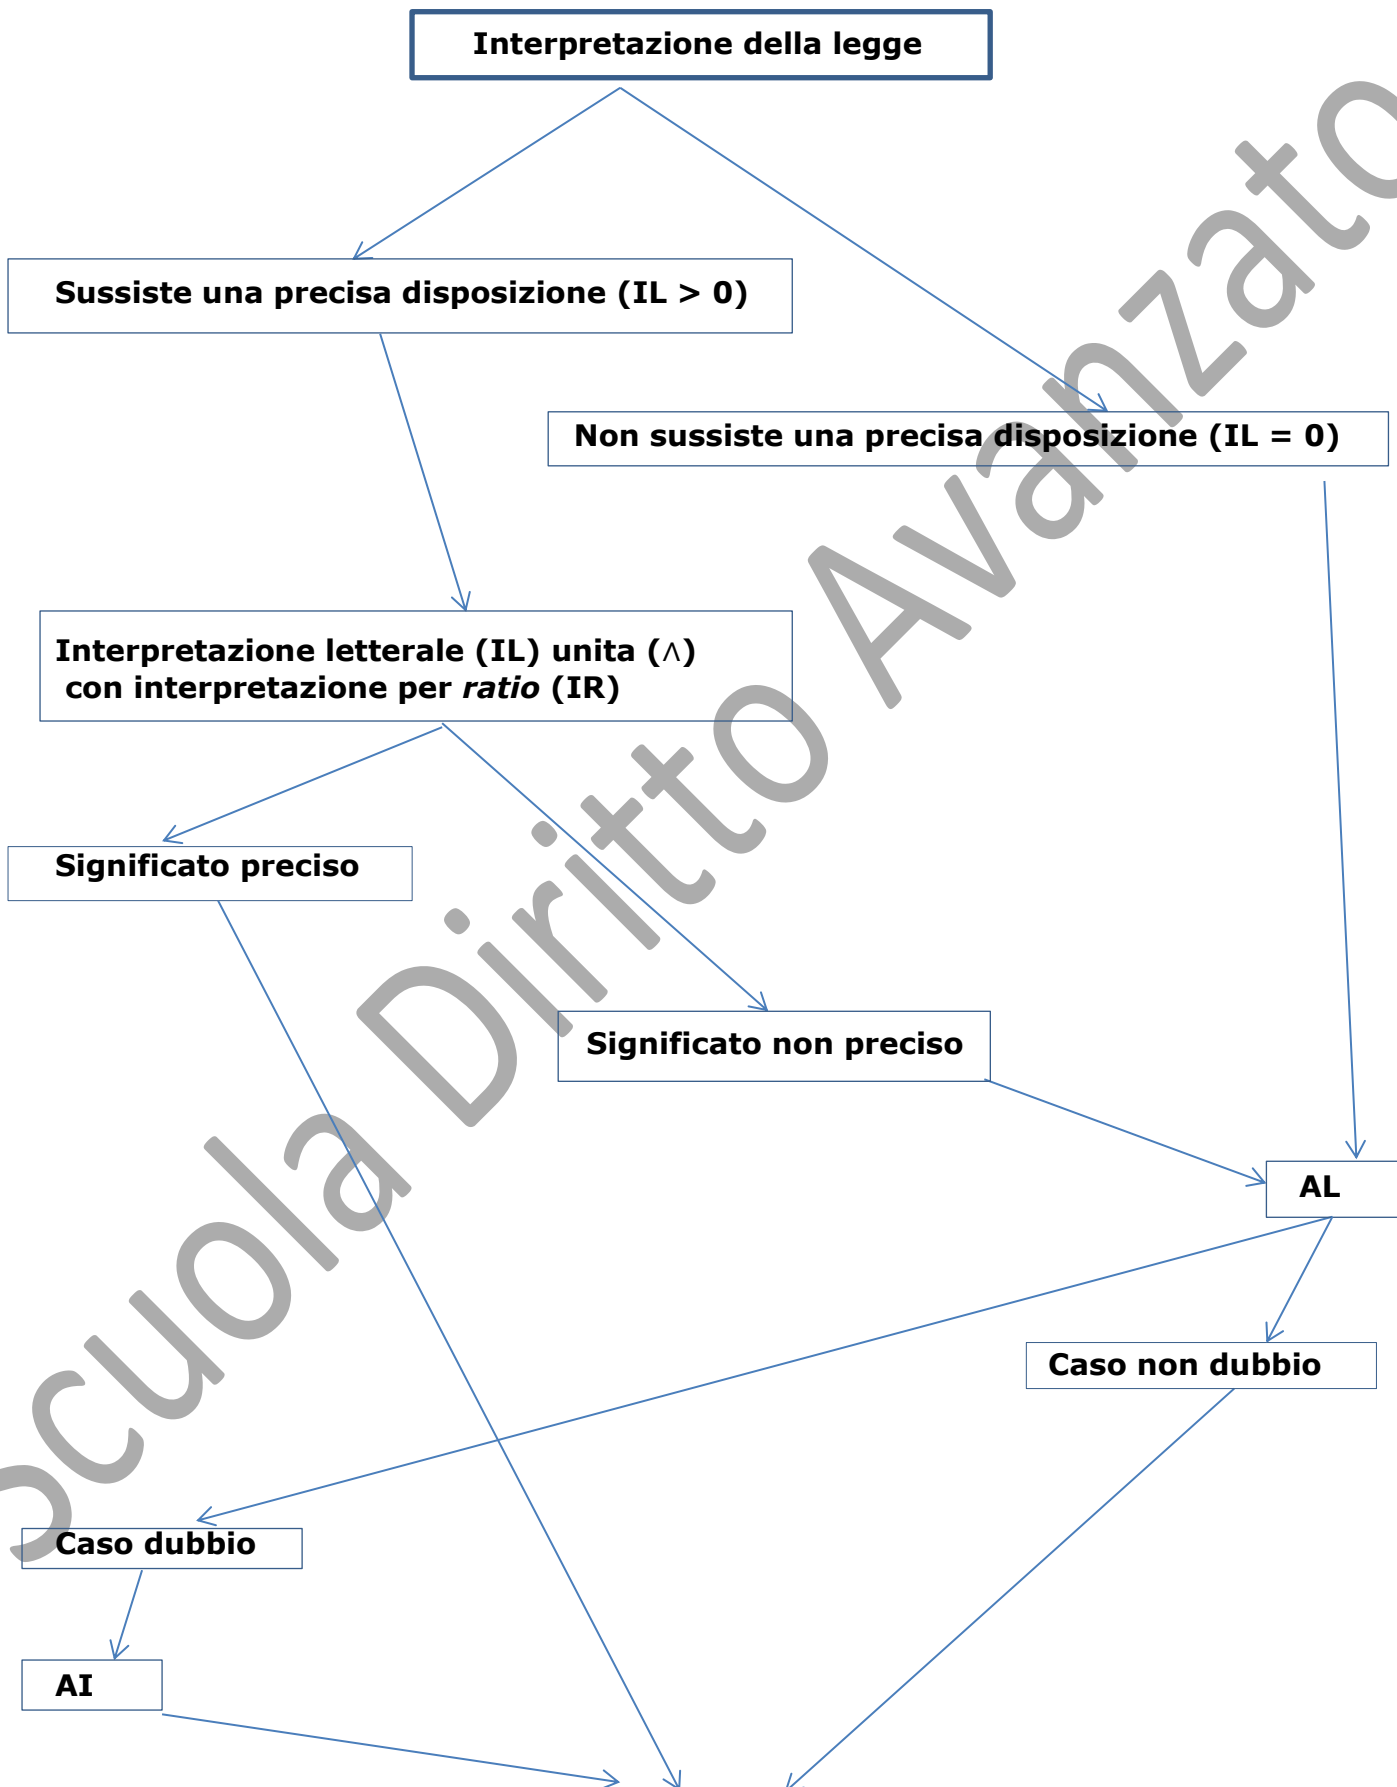 Interpretazione della legge
Sussiste una precisa disposizione (IL > 0)
Non sussiste una precisa disposizione (IL = 0)
Interpretazione letterale (IL) unita (∧)
con interpretazione per ratio (IR)
Significato preciso
Significato non preciso
AL
Caso non dubbio
Caso dubbio
AI
Scuola Diritto Avanzato